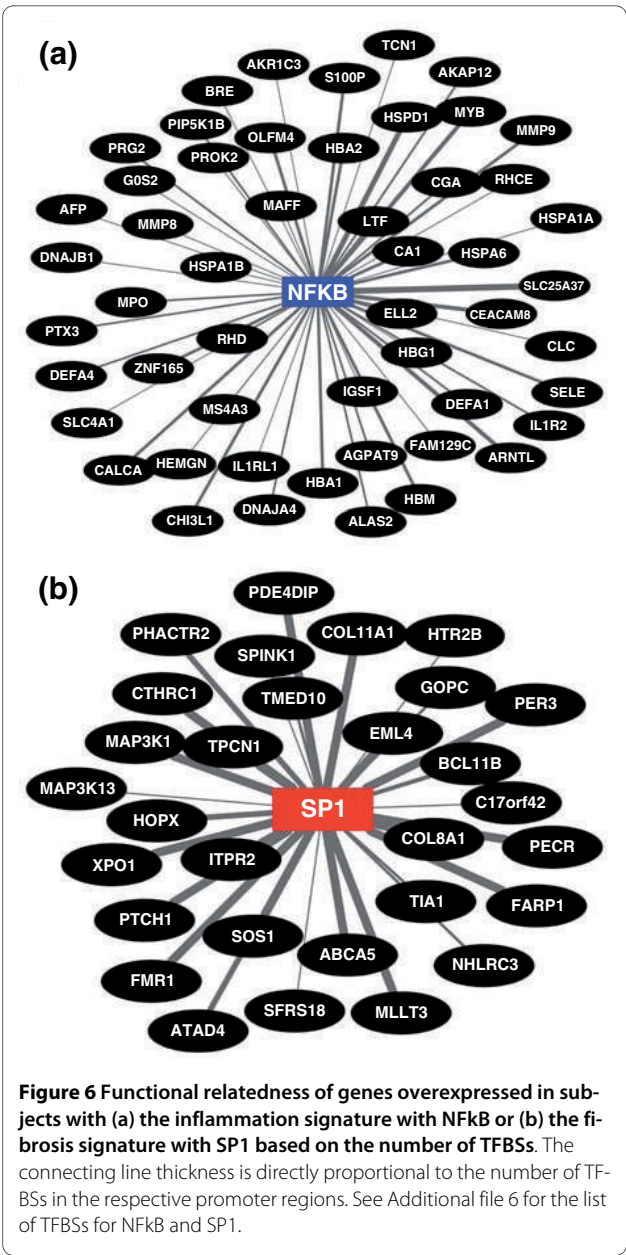 (a)
TCN1
AKR1C3
S100P
AKAP12
BRE
HSPD1
MYB
PIP5K1B
OLFM4
MMP9
PRG2
PROK2
HBA2
G0S2
CGA
RHCE
MAFF
AFP
MMP8
LTF
HSPA1A
CA1
HSPA6
DNAJB1
HSPA1B
NFKB
SLC25A37
MPO
ELL2
CEACAM8
PTX3
RHD
CLC
ZNF165
HBG1
DEFA4
IGSF1
SELE
SLC4A1
MS4A3
DEFA1
IL1R2
FAM129C
CALCA
HEMGN
IL1RL1
AGPAT9
ARNTL
HBA1
CHI3L1
DNAJA4
HBM
ALAS2
(b)
PDE4DIP
PHACTR2
COL11A1
HTR2B
SPINK1
CTHRC1
TMED10
GOPC
PER3
MAP3K1
TPCN1
EML4
BCL11B
MAP3K13
SP1
C17orf42
HOPX
COL8A1
PECR
XPO1
ITPR2
TIA1
FARP1
PTCH1
SOS1
ABCA5
NHLRC3
FMR1
SFRS18
MLLT3
ATAD4
Figure 6 Functional relatedness of genes overexpressed in sub-
jects with (a) the inflammation signature with NFkB or (b) the fi-
brosis signature with SP1 based on the number of TFBSs. The
connecting line thickness is directly proportional to the number of TF-
BSs in the respective promoter regions. See Additional file 6 for the list
of TFBSs for NFkB and SP1.